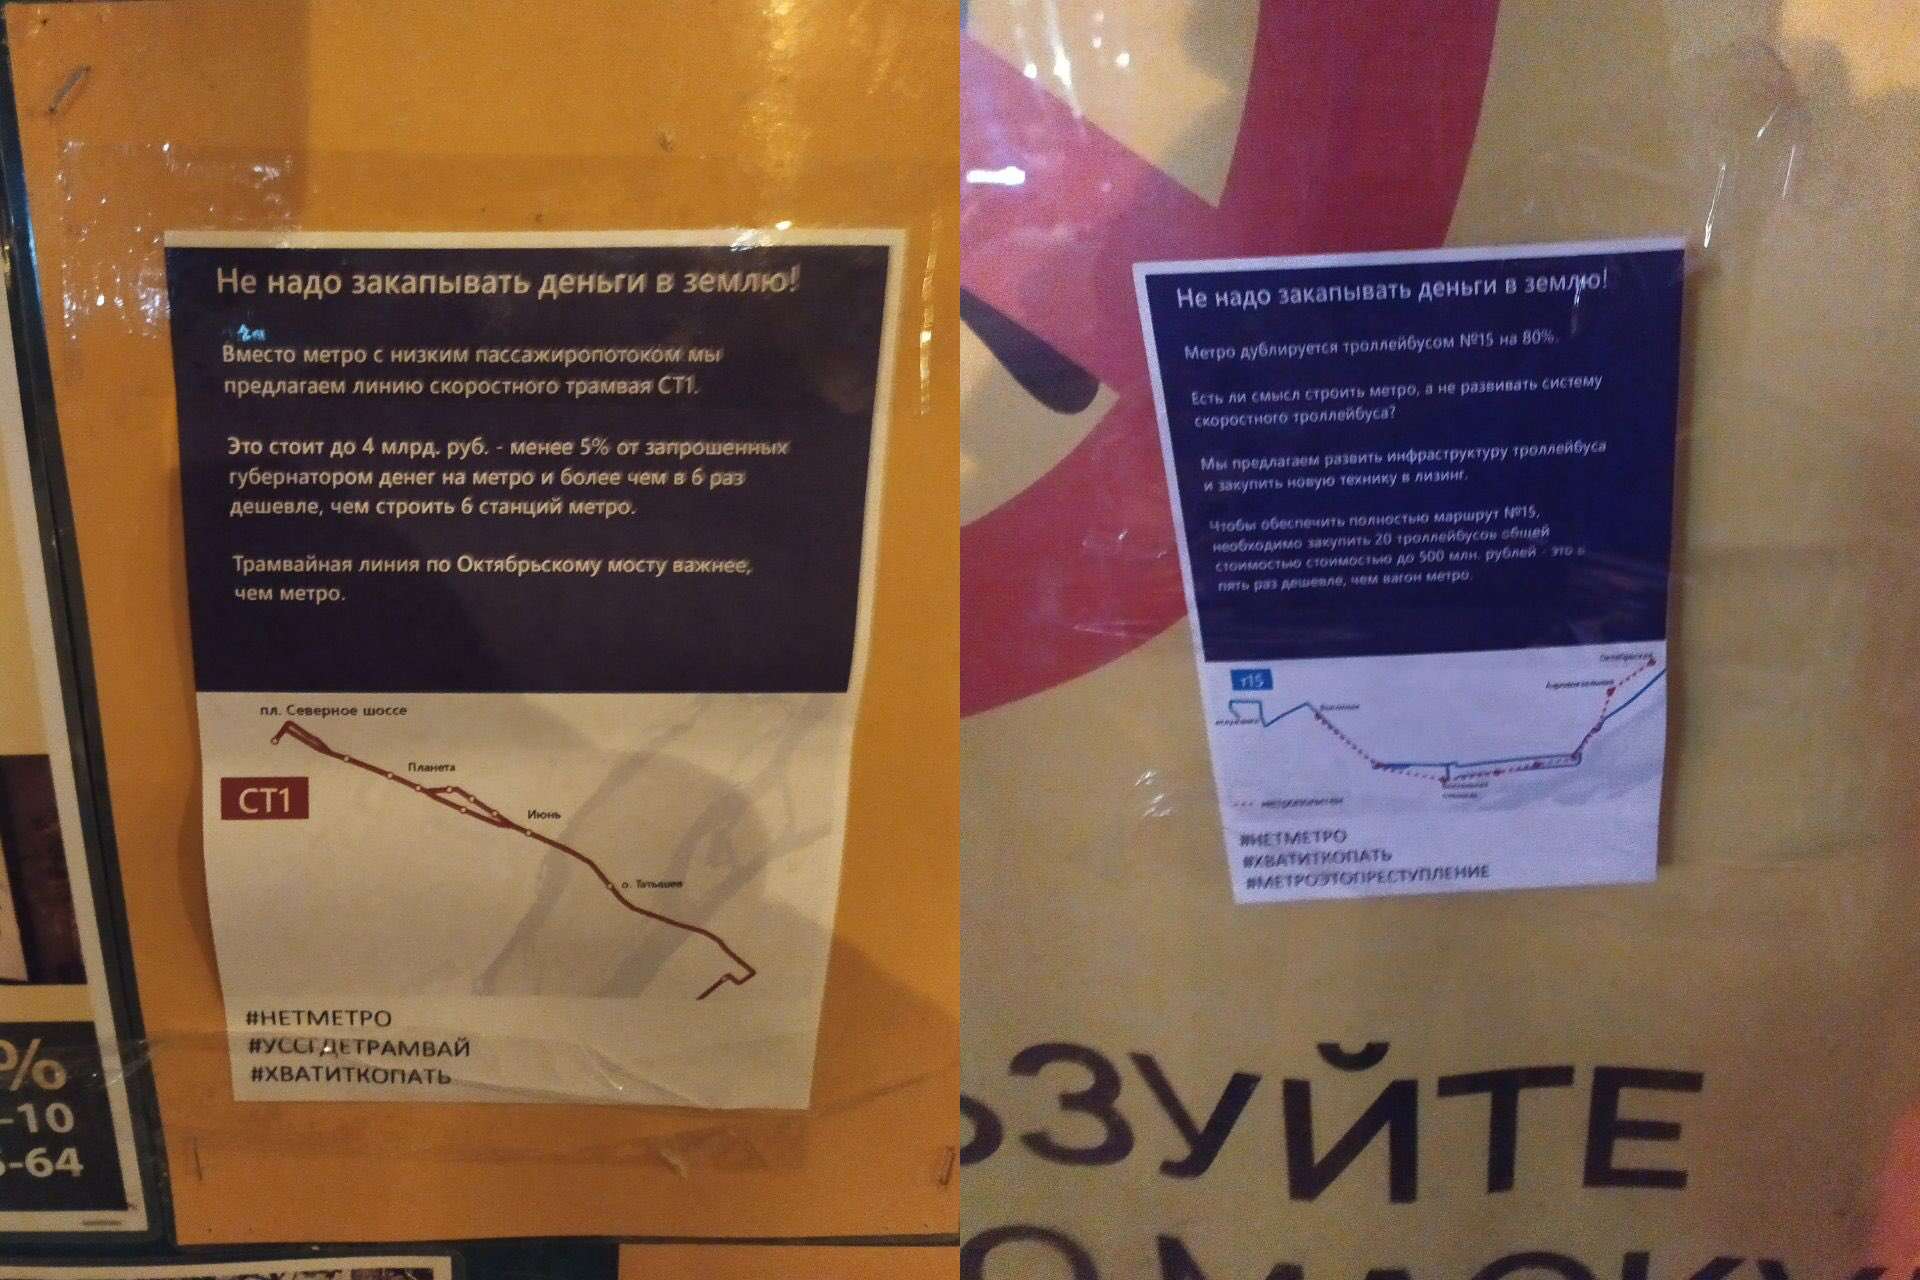 Не надо закапывать деньги в землю!
Вместо метро с низким пассажиропотоком мы
предлагаем линию скоростного трамвая СТ1.
Это стоит до 4 млрд. руб. - менее 5% от запрошенных
губернатором денег на метро и более чем в 6 раз
дешевле, чем строить 6 станций метро.
Трамвайная линия по Октябрьскому мосту важнее,
чем метро.
пл. Северное шоссе
Планета
СТ1
Июнь
о. Татышев
#НЕТМЕТРО
#УССГДЕТРАМВАЙ
#ХВАТИТКОПАТЬ
%
-10
-64
Не надо закапывать деньги в землю!
Метро дублируется троллейбусом №15 на 80%.
Есть ли смысл строить метро, а не развивать систему
скоростного троллейбуса?
Мы предлагаем развить инфраструктуру троллейбуса
и закупить новую технику в лизинг.
Чтобы обеспечить полностью маршрут №15,
необходимо закупить 20 троллейбусов общей
стоимостью стоимостью до 500 млн. рублей - это в
пять раз дешевле, чем вагон метро.
т15
метрополитен
#НЕТМЕТРО
#ХВАТИТКОПАТЬ
#МЕТРОЭТОПРЕСТУПЛЕНИЕ
ЬЗУЙТЕ